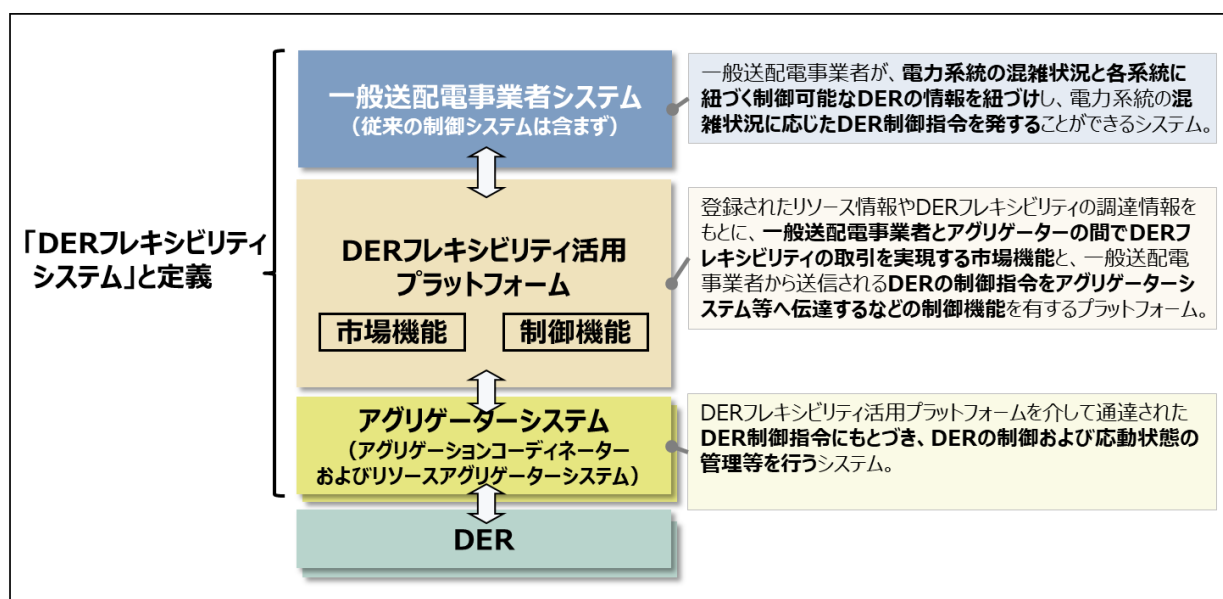 「DERフレキシビリティ
システム」と定義
一般送配電事業者システム
（従来の制御システムは含まず）
一般送配電事業者が、電力系統の混雑状況と各系統に
紐づく制御可能なDERの情報を紐づけし、電力系統の混
雑状況に応じたDER制御指令を発することができるシステム。
DERフレキシビリティ活用
プラットフォーム
市場機能
制御機能
登録されたリソース情報やDERフレキシビリティの調達情報を
もとに、一般送配電事業者とアグリゲーターの間でDERフ
レキシビリティの取引を実現する市場機能と、一般送配電
事業者から送信されるDERの制御指令をアグリゲーターシ
ステム等へ伝達するなどの制御機能を有するプラットフォーム。
アグリゲーターシステム
（アグリゲーションコーディネーター
およびリソースアグリゲーターシステム）
DERフレキシビリティ活用プラットフォームを介して通達された
DER制御指令にもとづき、DERの制御および応動状態の
管理等を行うシステム。
DER